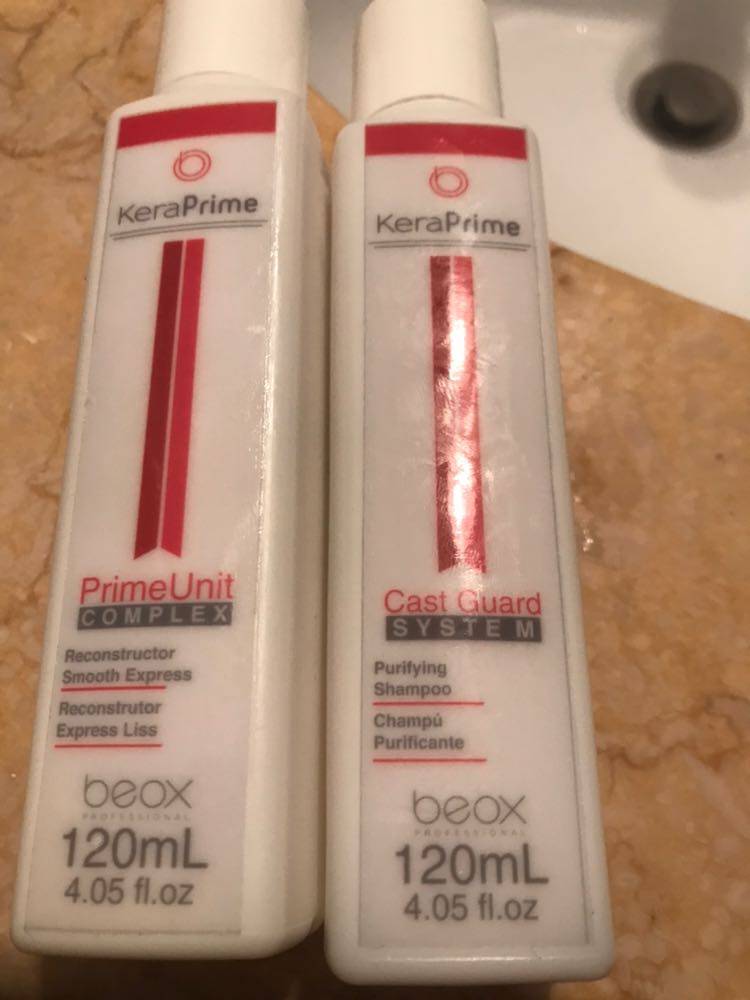 KeraPrime
PrimeUnit
COMPLEX
Reconstructor
Smooth Express
Reconstrutor
Express Liss
beox
PROFESSIONAL
120mL
4.05 fl.oz
KeraPrime
Cast Guard
SYSTEM
Purifying
Shampoo
Champú
Purificante
beox
PROFESSIONAL
120mL
4.05 fl.oz